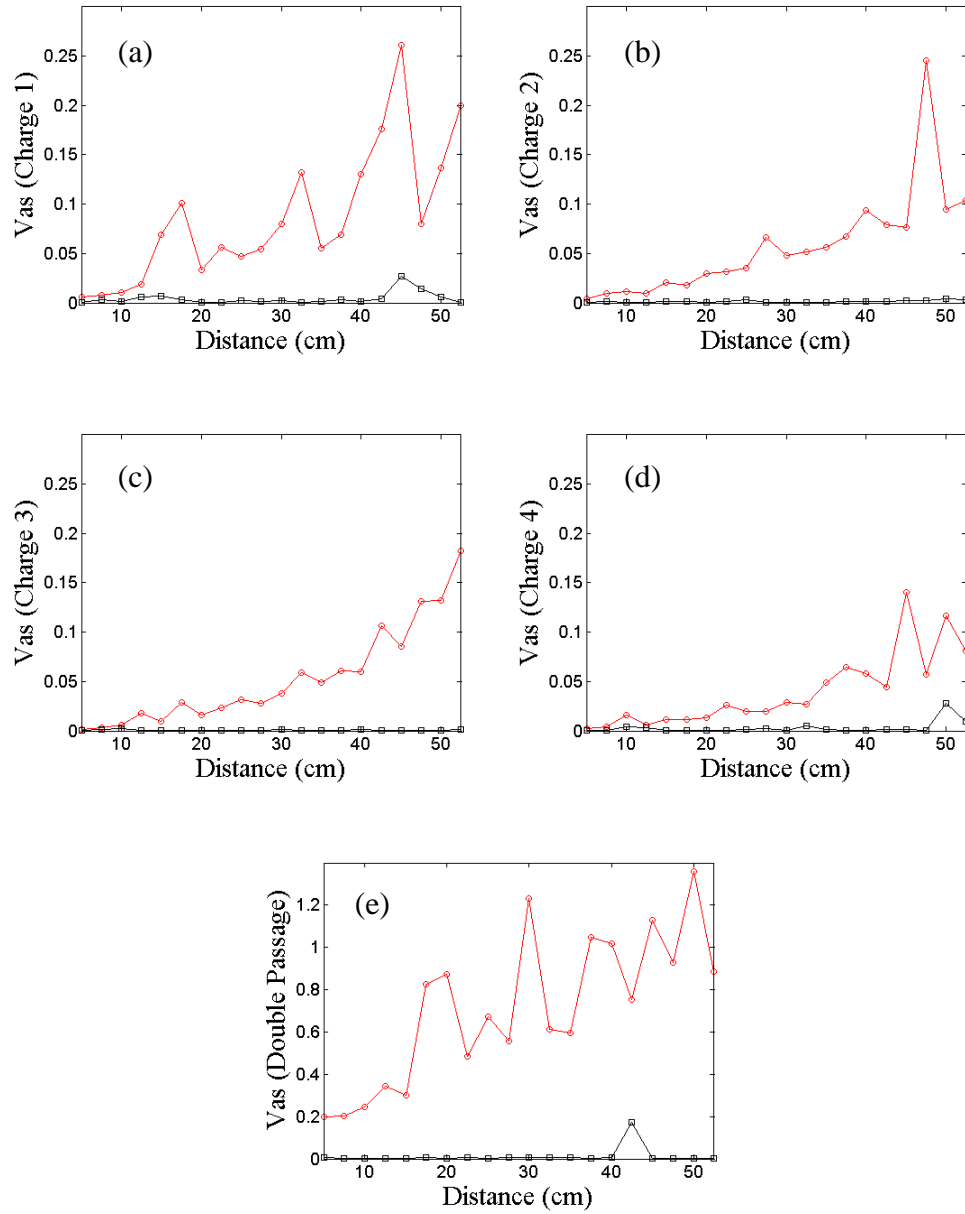 (a)
Vas (Charge 1)
0.25
0.2
0.15
0.1
0.05
0
10 20 30 40 50
Distance (cm)
(b)
Vas (Charge 2)
0.25
0.2
0.15
0.1
0.05
0
10 20 30 40 50
Distance (cm)
(c)
Vas (Charge 3)
0.25
0.2
0.15
0.1
0.05
0
10 20 30 40 50
Distance (cm)
(d)
Vas (Charge 4)
0.25
0.2
0.15
0.1
0.05
0
10 20 30 40 50
Distance (cm)
(e)
Vas (Double Passage)
1.2
1
0.8
0.6
0.4
0.2
0
10 20 30 40 50
Distance (cm)